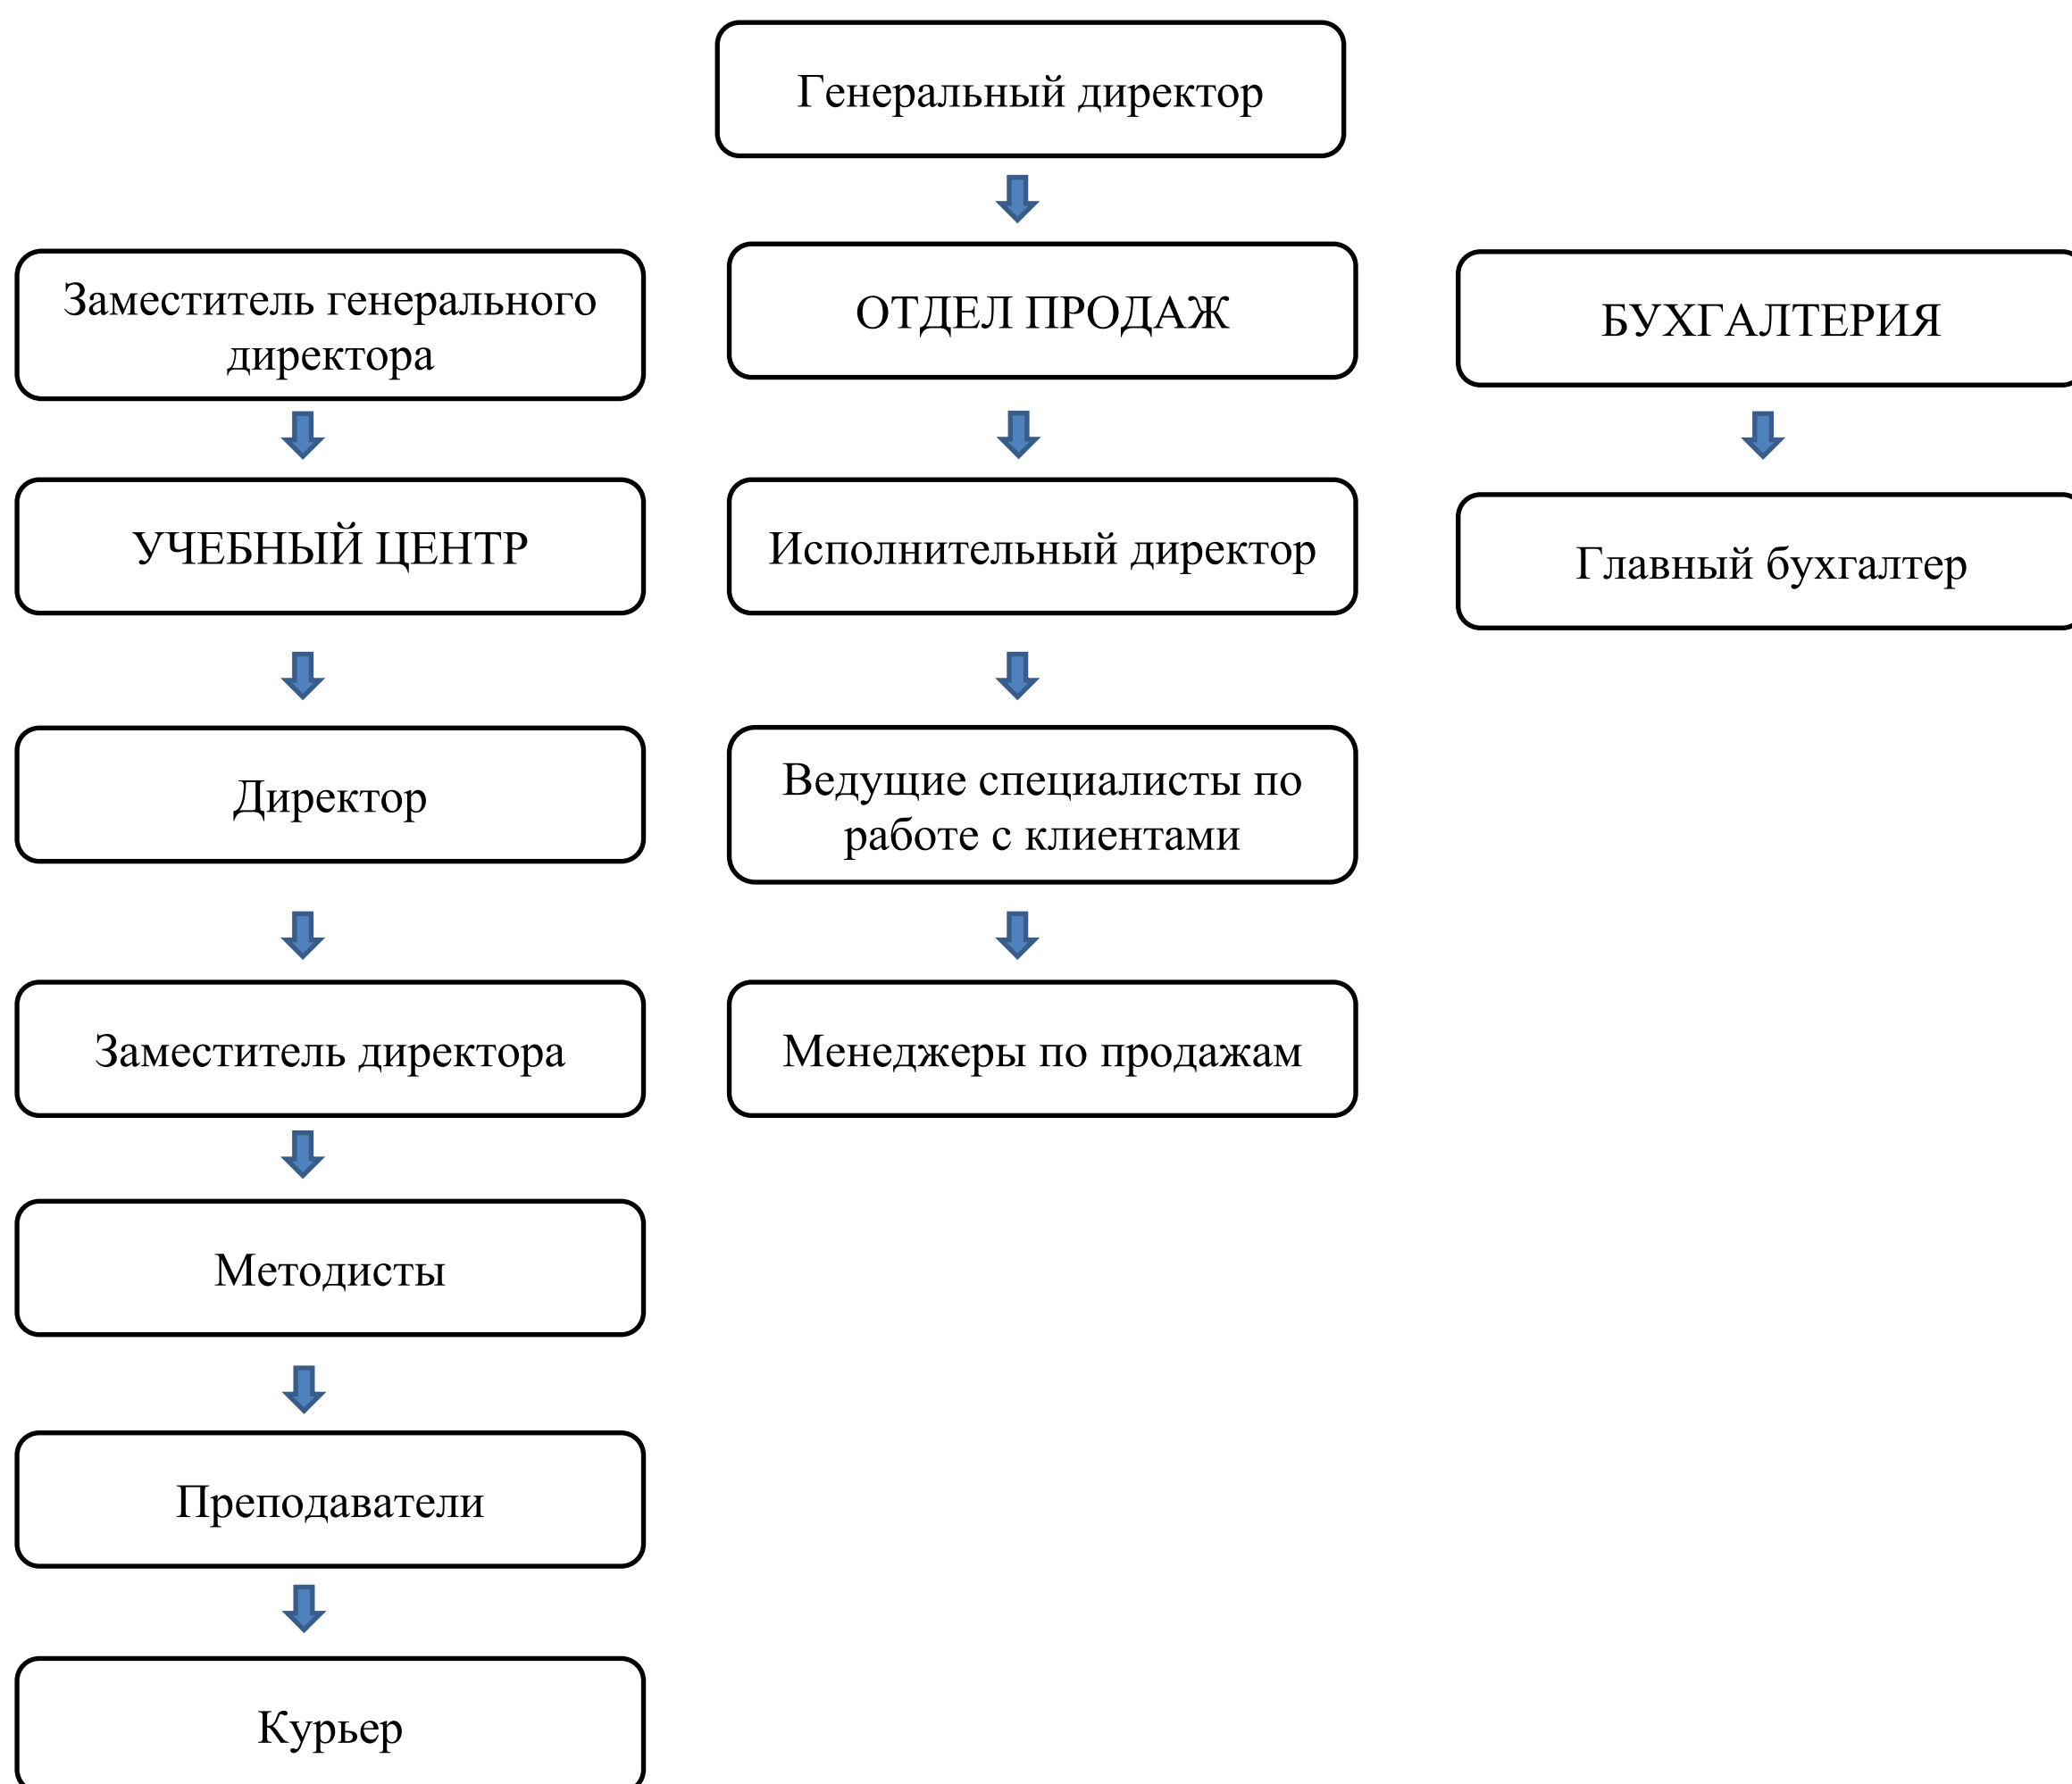 Генеральный директор
Заместитель генерального
директора
ОТДЕЛ ПРОДАЖ
БУХГАЛТЕРИЯ
УЧЕБНЫЙ ЦЕНТР
Исполнительный директор
Главный бухгалтер
Директор
Ведущие специалисты по
работе с клиентами
Заместитель директора
Менеджеры по продажам
Методисты
Преподаватели
Курьер